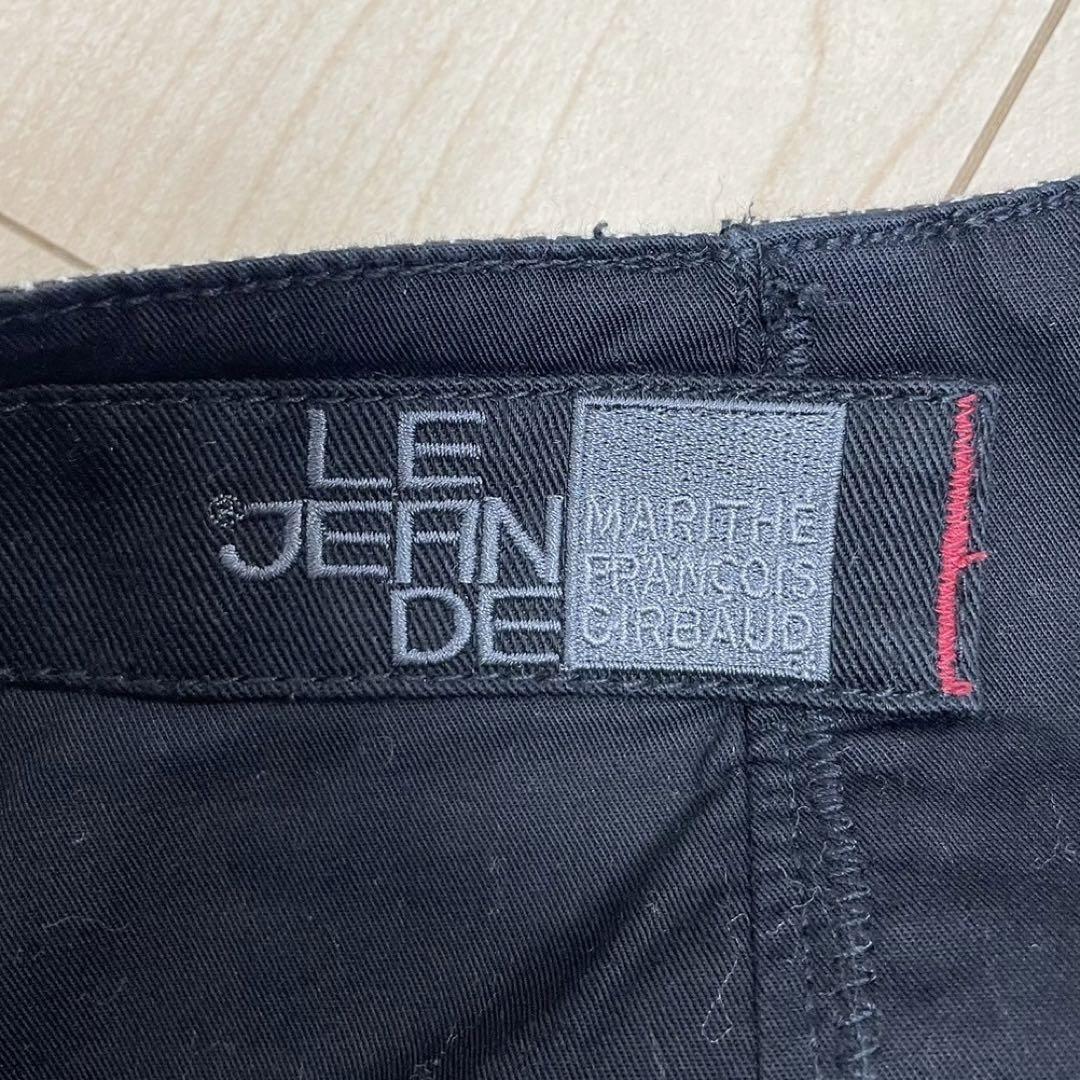 LE
JEAN
DE
MARITHE
FRANCOIS
GIRBAUD